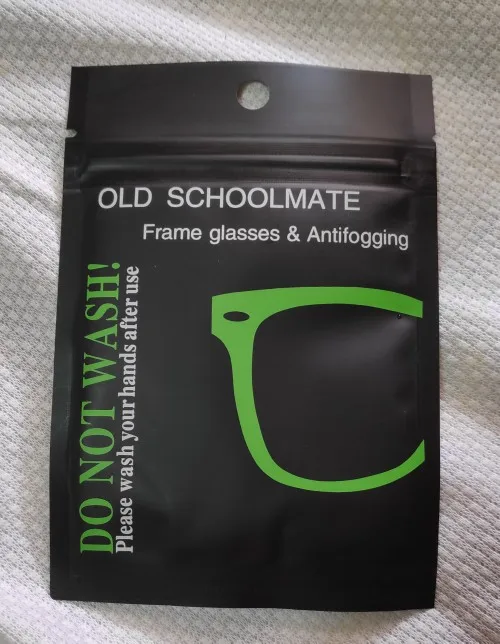 OLD SCHOOLMATE
Frame glasses & Antifogging
DO NOT WASH!
Please wash your hands after use